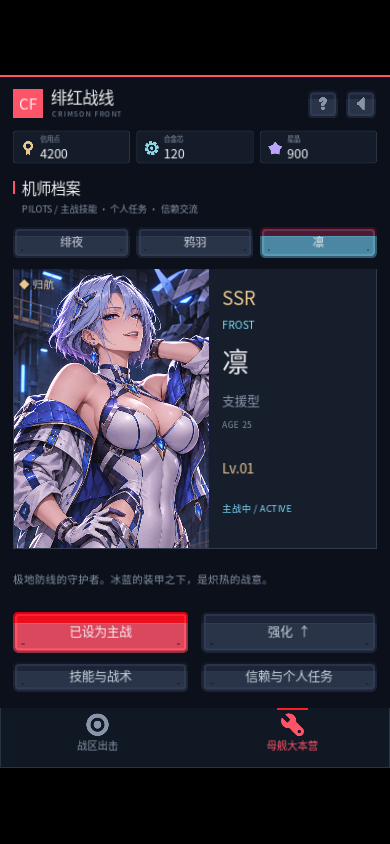 CF
绯红战线
CRIMSON FRONT
?
信用点
4200
合金芯
120
星晶
900
机师档案
PILOTS / 主战技能 · 个人任务 · 信赖交流
绯夜
鸦羽
凛
◆ 归航
SSR
FROST
凛
支援型
AGE 25
Lv.01
主战中 / ACTIVE
极地防线的守护者。冰蓝的装甲之下，是炽热的战意。
已设为主战
强化 ↑
技能与战术
信赖与个人任务
战区出击
母舰大本营